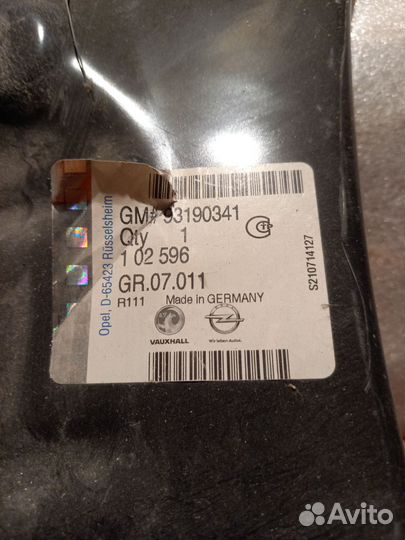 GM# 93190341
Qty 1
1 02 596
GR.07.011
R111 Made in GERMANY
VAUXHALL
Wir leben Autos.
Opel, D-65423 Rüsselsheim
S210714127
Avito